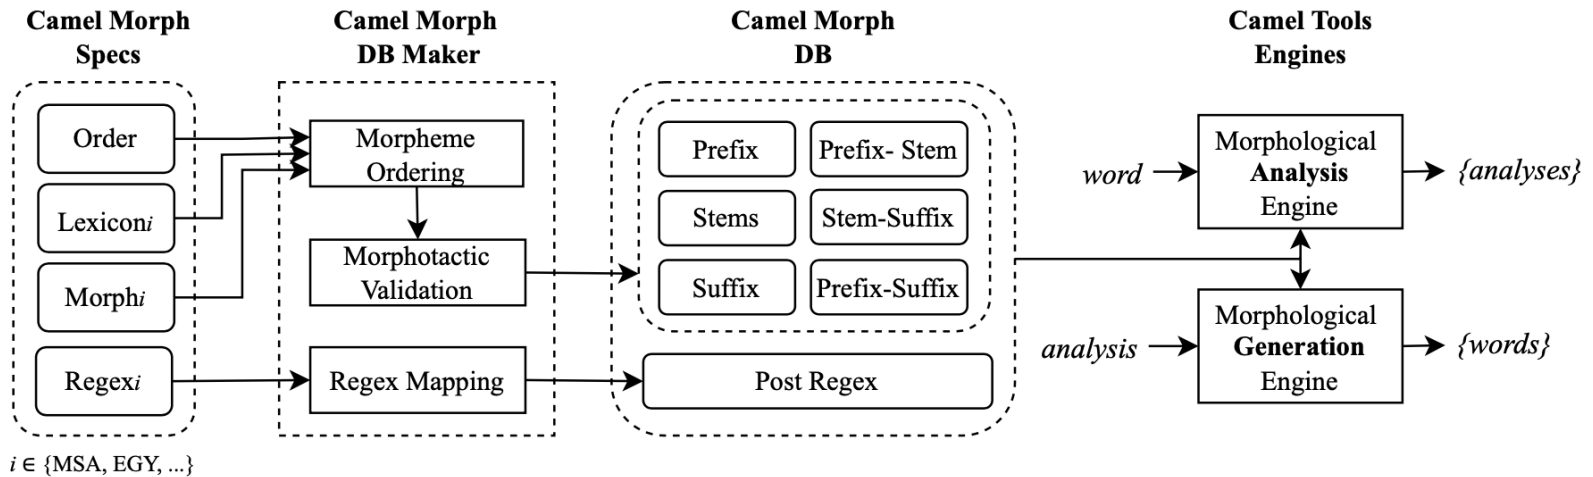 Camel Morph
Specs
Order
Lexiconi
Morphi
Regexi
i ∈ {MSA, EGY, ...}
Camel Morph
DB Maker
Morpheme
Ordering
Morphotactic
Validation
Regex Mapping
Camel Morph
DB
Prefix
Prefix- Stem
Stems
Stem-Suffix
Suffix
Prefix-Suffix
Post Regex
Camel Tools
Engines
word
Morphological
Analysis
Engine
{analyses}
analysis
Morphological
Generation
Engine
{words}